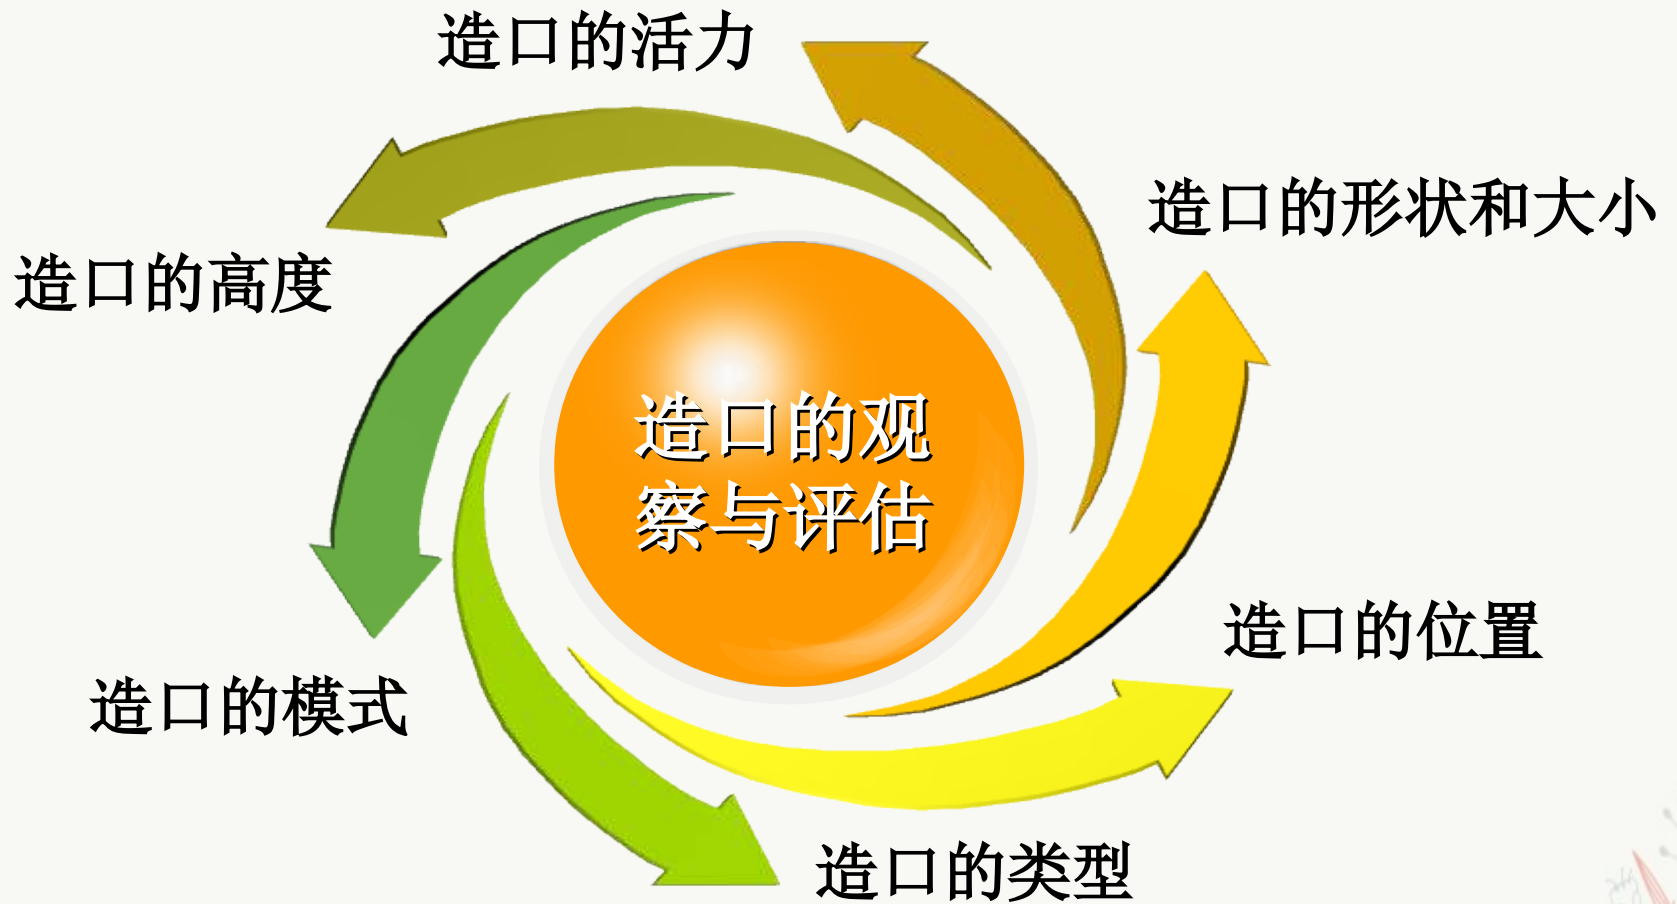 造口的活力
造口的形状和大小
造口的高度
造口的观
察与评估
造口的位置
造口的模式
造口的类型